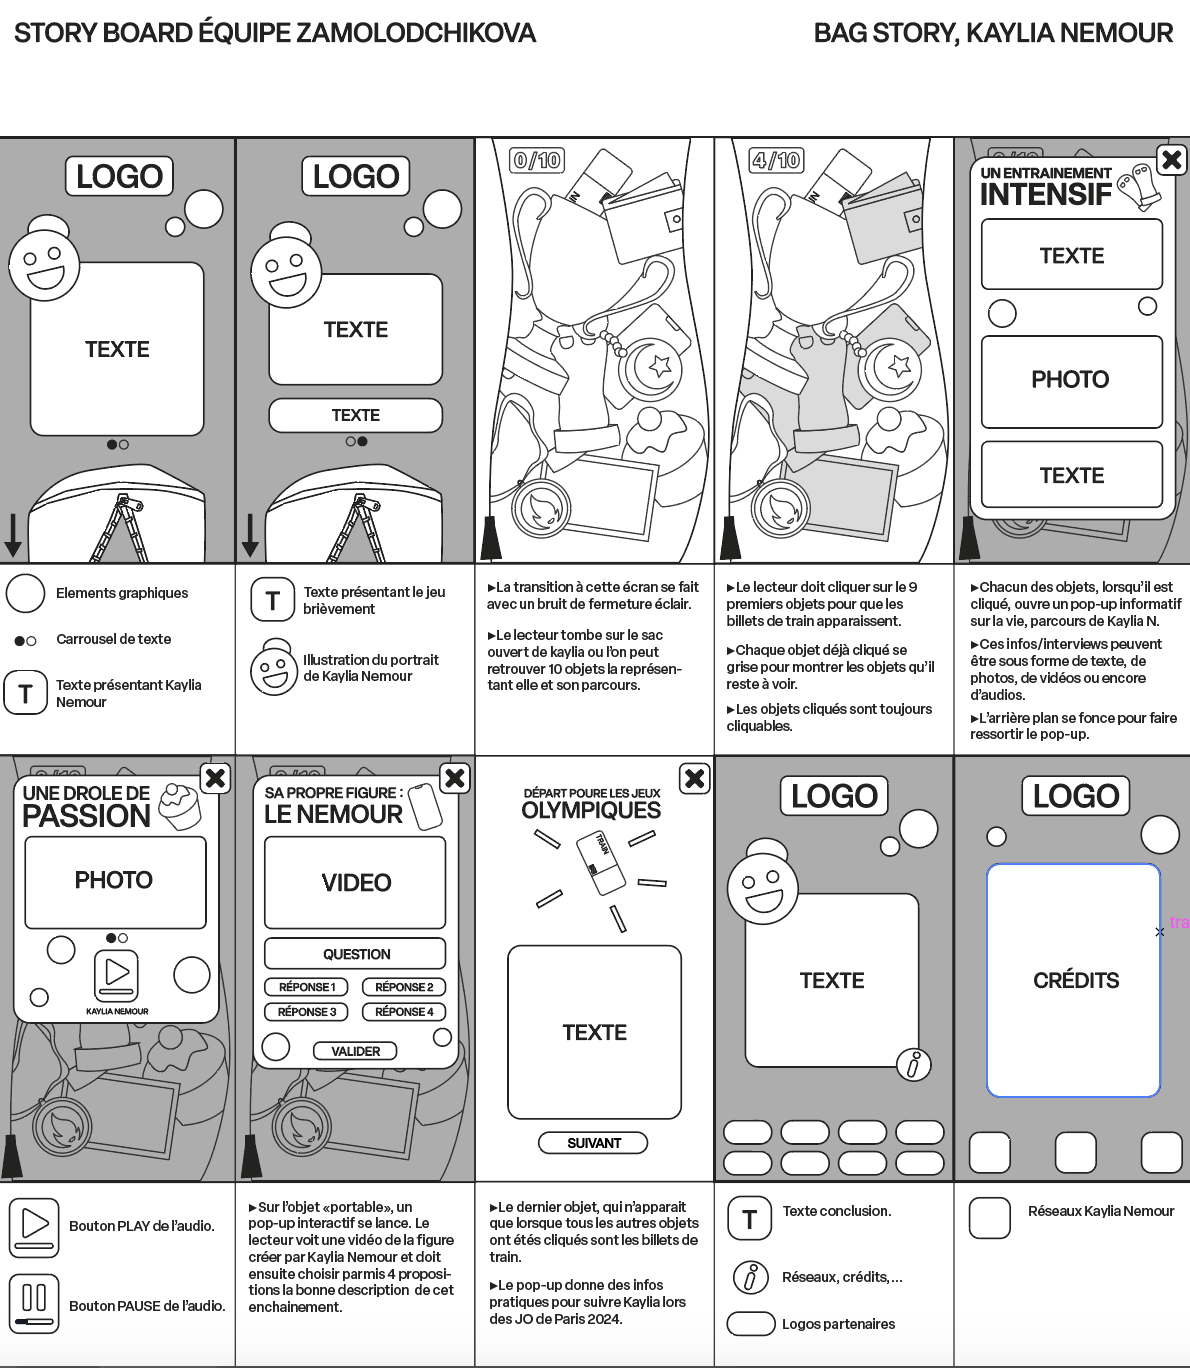 STORY BOARD ÉQUIPE ZAMOLODCHIKOVA
BAG STORY, KAYLIA NEMOUR
LOGO
TEXTE
LOGO
TEXTE
TEXTE
0/10
4/10
UN ENTRAINEMENT
INTENSIF
TEXTE
PHOTO
TEXTE
Elements graphiques
Carrousel de texte
T
Texte présentant Kaylia
Nemour
T
Texte présentant le jeu
brièvement
Illustration du portrait
de Kaylia Nemour
▸La transition à cette écran se fait
avec un bruit de fermeture éclair.
▸Le lecteur tombe sur le sac
ouvert de kaylia ou l’on peut
retrouver 10 objets la représen-
tant elle et son parcours.
▸Le lecteur doit cliquer sur le 9
premiers objets pour que les
billets de train apparaissent.
▸Chaque objet déjà cliqué se
grise pour montrer les objets qu’il
reste à voir.
▸Les objets cliqués sont toujours
cliquables.
▸Chacun des objets, lorsqu’il est
cliqué, ouvre un pop-up informatif
sur la vie, parcours de Kaylia N.
▸Ces infos/interviews peuvent
être sous forme de texte, de
photos, de vidéos ou encore
d’audios.
▸L’arrière plan se fonce pour faire
ressortir le pop-up.
UNE DROLE DE
PASSION
PHOTO
KAYLIA NEMOUR
SA PROPRE FIGURE :
LE NEMOUR
VIDEO
QUESTION
RÉPONSE 1
RÉPONSE 2
RÉPONSE 3
RÉPONSE 4
VALIDER
DÉPART POURE LES JEUX
OLYMPIQUES
TRAIN
TEXTE
SUIVANT
LOGO
TEXTE
i
LOGO
CRÉDITS
tra
Bouton PLAY de l’audio.
Bouton PAUSE de l’audio.
▸Sur l’objet «portable», un
pop-up interactif se lance. Le
lecteur voit une vidéo de la figure
créer par Kaylia Nemour et doit
ensuite choisir parmis 4 proposi-
tions la bonne description de cet
enchainement.
▸Le dernier objet, qui n’apparait
que lorsque tous les autres objets
ont étés cliqués sont les billets de
train.
▸Le pop-up donne des infos
pratiques pour suivre Kaylia lors
des JO de Paris 2024.
T
Texte conclusion.
i
Réseaux, crédits,...
Logos partenaires
Réseaux Kaylia Nemour